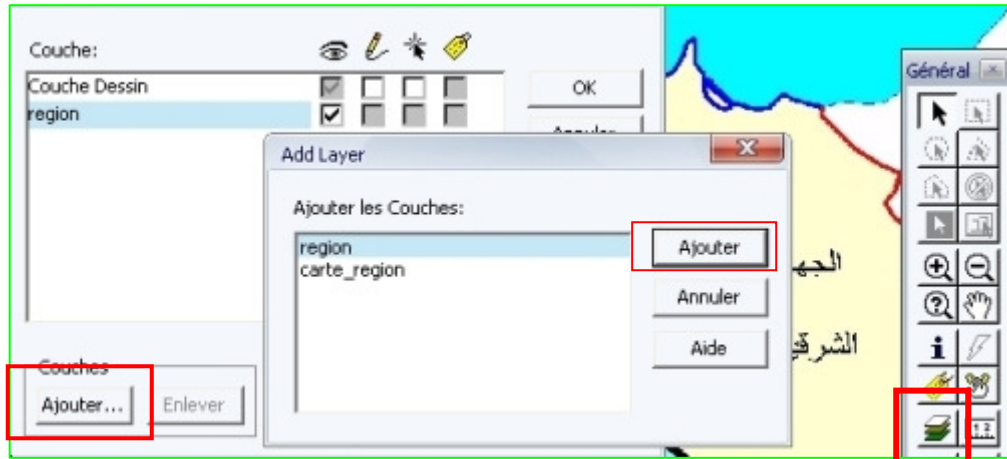 Couche:
Couche Dessin
region
OK
Annuler
Add Layer
Ajouter les Couches:
region
carte_region
Ajouter
Annuler
Aide
Couches
Ajouter...
Enlever
Général
الشرقي